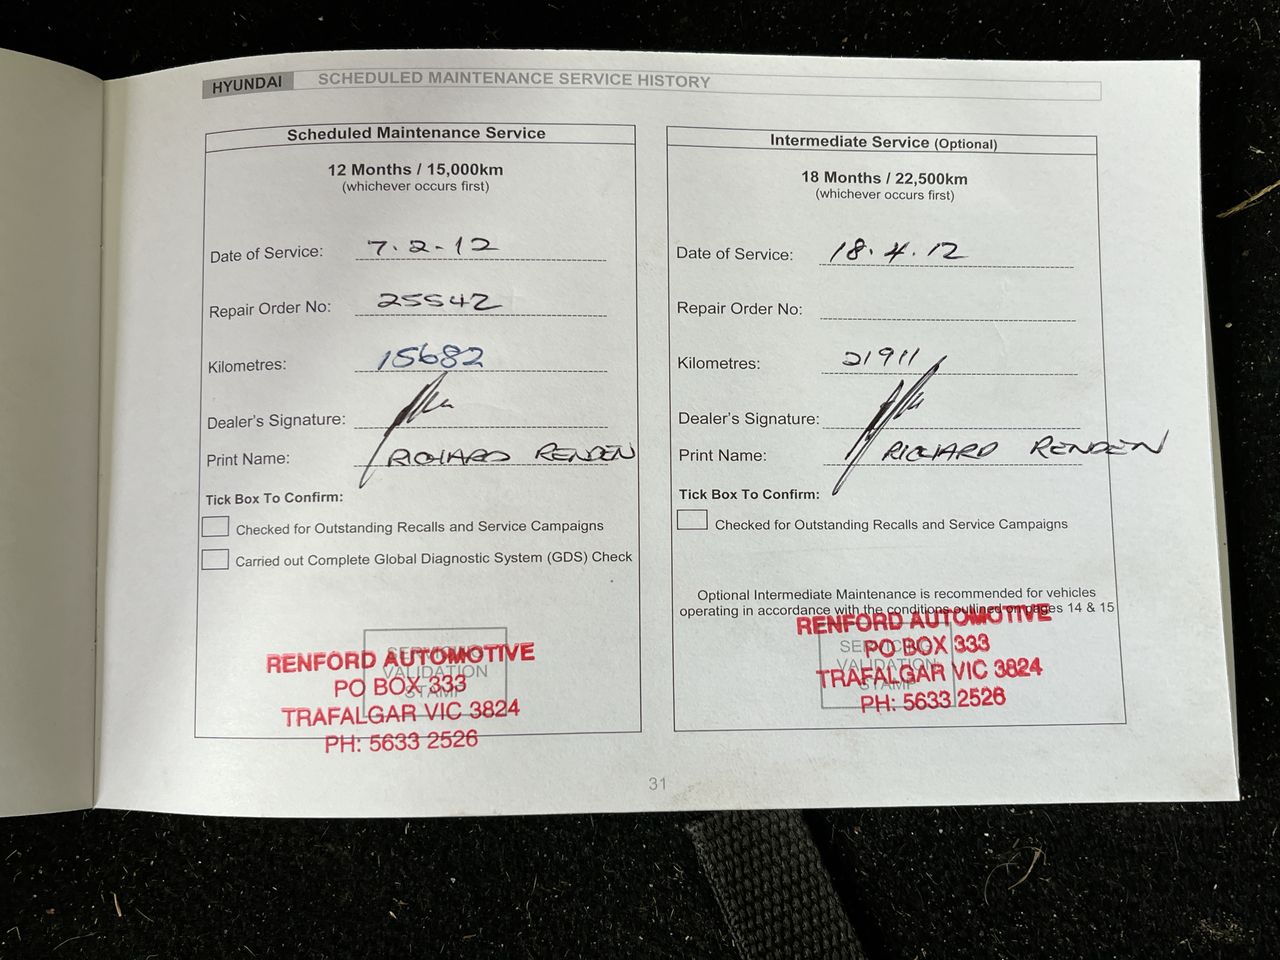 HYUNDAI SCHEDULED MAINTENANCE SERVICE HISTORY
Scheduled Maintenance Service
12 Months / 15,000km
(whichever occurs first)
Date of Service: 7.2-12
Repair Order No: 25542
Kilometres: 15682
Dealer's Signature:
Print Name: RICHARD RENDEN
Tick Box To Confirm:
Checked for Outstanding Recalls and Service Campaigns
Carried out Complete Global Diagnostic System (GDS) Check
SERVICE
VALIDATION
STAMP
RENFORD AUTOMOTIVE
PO BOX 333
TRAFALGAR VIC 3824
PH: 5633 2526
Intermediate Service (Optional)
18 Months / 22,500km
(whichever occurs first)
Date of Service: 18.4.12
Repair Order No:
Kilometres: 21911
Dealer's Signature:
Print Name: RICHARD RENDEN
Tick Box To Confirm:
Checked for Outstanding Recalls and Service Campaigns
Optional Intermediate Maintenance is recommended for vehicles
operating in accordance with the conditions outlined on pages 14 & 15
SERVICE
VALIDATION
STAMP
RENFORD AUTOMOTIVE
PO BOX 333
TRAFALGAR VIC 3824
PH: 5633 2526
31